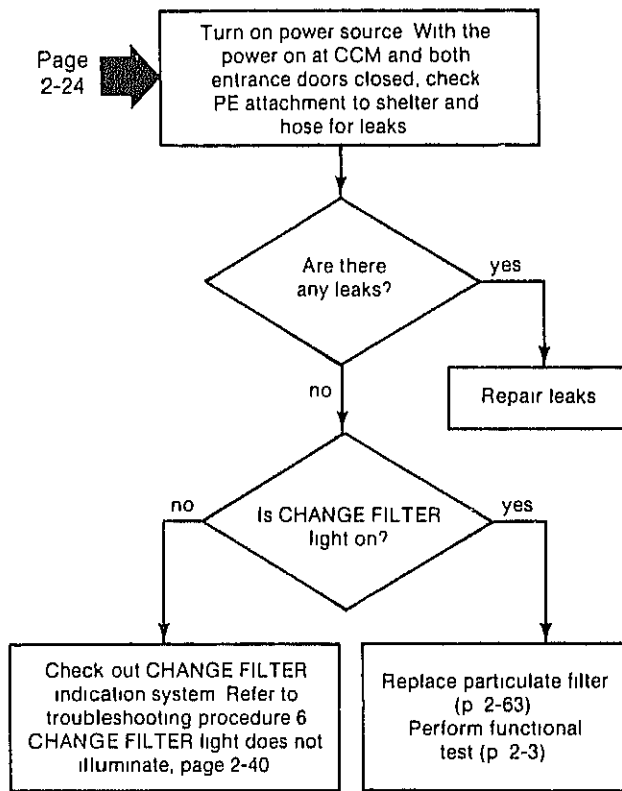 Page
2-24
Turn on power source With the
power on at CCM and both
entrance doors closed, check
PE attachment to shelter and
hose for leaks
Are there
any leaks?
yes
Repair leaks
no
Is CHANGE FILTER
light on?
no
yes
Check out CHANGE FILTER
indication system Refer to
troubleshooting procedure 6
CHANGE FILTER light does not
illuminate, page 2-40
Replace particulate filter
(p 2-63)
Perform functional
test (p 2-3)